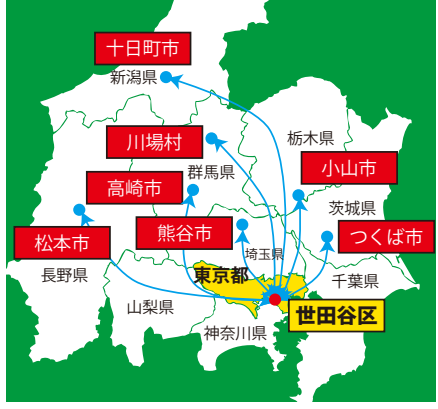 十日町市
新潟県
川場村
栃木県
群馬県
小山市
高崎市
茨城県
熊谷市
つくば市
松本市
埼玉県
長野県
東京都
千葉県
山梨県
世田谷区
神奈川県